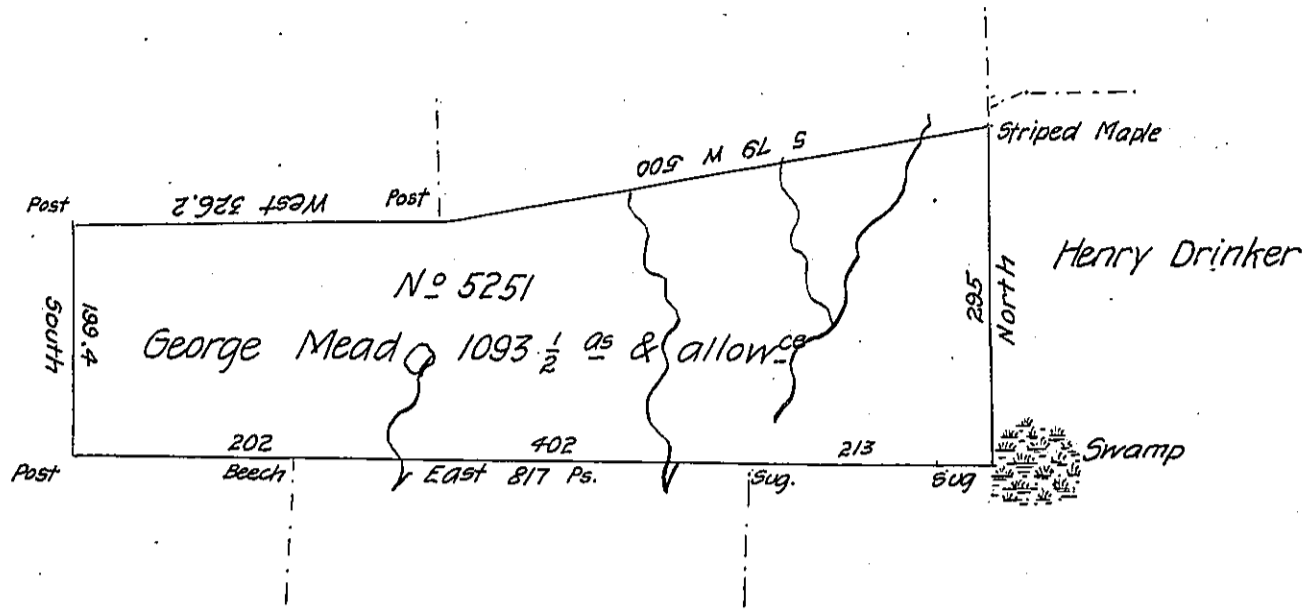 Striped Maple
S 79 W 500
Post
West 326.2
Post
Henry Drinker
No 5251
295
North
199.4
South
George Mead 1093 1/2 as & allowce
202
402
213
Swamp
Post
Beech
East 817 Ps.
Sug.
Sug